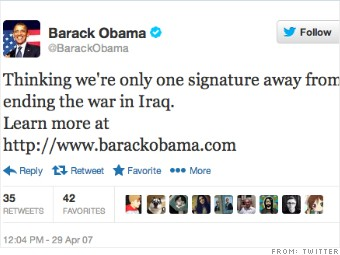 Barack Obama
@BarackObama
Follow
Thinking we're only one signature away from
ending the war in Iraq.
Learn more at
http://www.barackobama.com
Reply Retweet Favorite More
35 42
RETWEETS FAVORITES
12:04 PM - 29 Apr 07
FROM: TWITTER